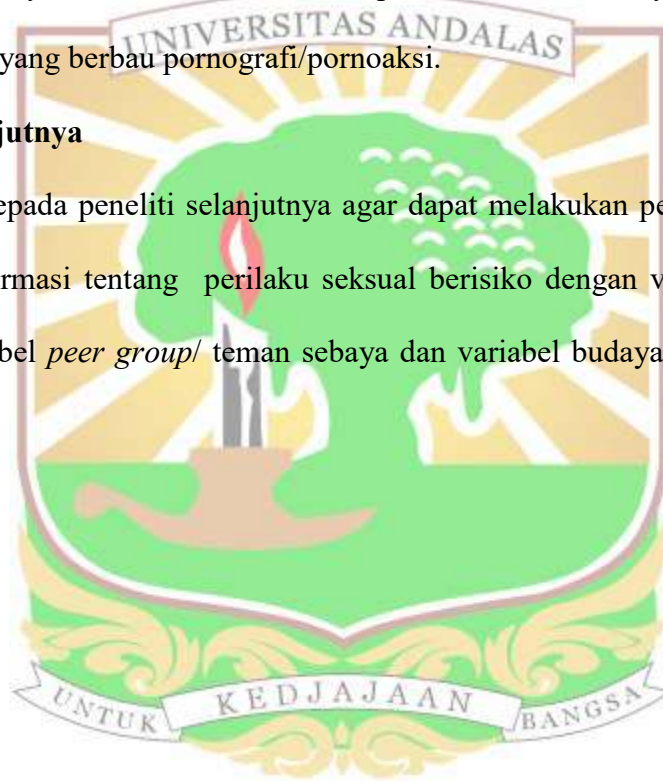 UNIVERSITAS ANDALAS
yang berbau pornografi/pornoaksi.
jutnya
epada peneliti selanjutnya agar dapat melakukan pe
rmasi tentang perilaku seksual berisiko dengan v
bel peer group/ teman sebaya dan variabel budaya
UNTUK KEDJAJAAN BANGSA